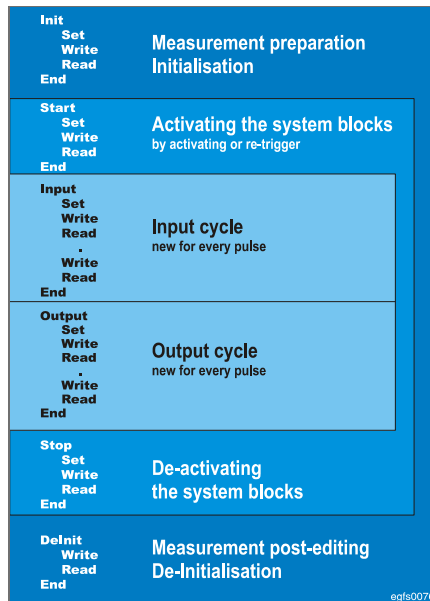 Init
Set
Write
Read
End
Measurement preparation
Initialisation
Start
Set
Write
Read
End
Activating the system blocks
by activating or re-trigger
Input
Set
Write
Read
.
Write
Read
End
Input cycle
new for every pulse
Output
Set
Write
Read
.
Write
Read
End
Output cycle
new for every pulse
Stop
Set
Write
Read
End
De-activating
the system blocks
DeInit
Write
Read
End
Measurement post-editing
De-Initialisation